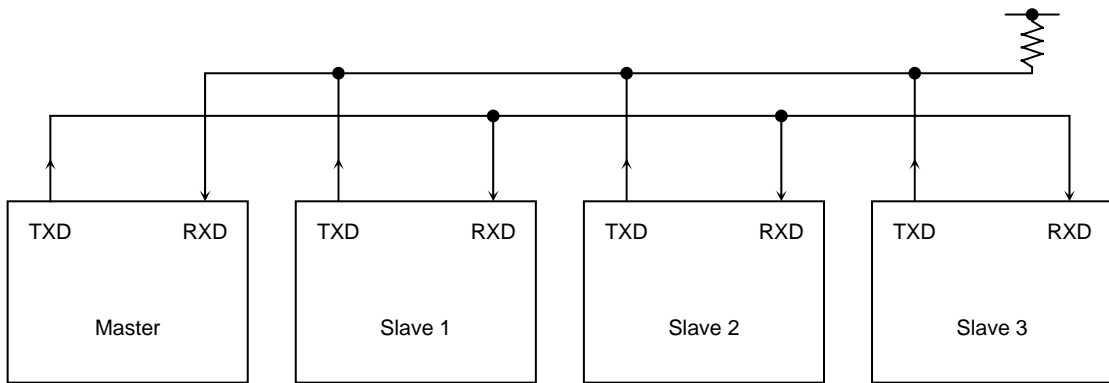 TXD RXD TXD RXD TXD RXD TXD RXD
Master Slave 1 Slave 2 Slave 3